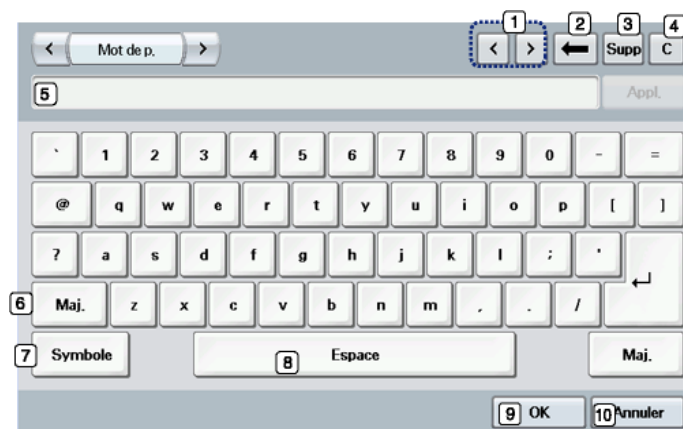 1 2 3 4
< Mot de p. > < > ← Supp C
5 Appl.
` 1 2 3 4 5 6 7 8 9 0 - =
@ q w e r t y u i o p [ ]
? a s d f g h j k l ; '
6 Maj. z x c v b n m , . /
7 Symbole 8 Espace Maj.
9 OK 10 Annuler